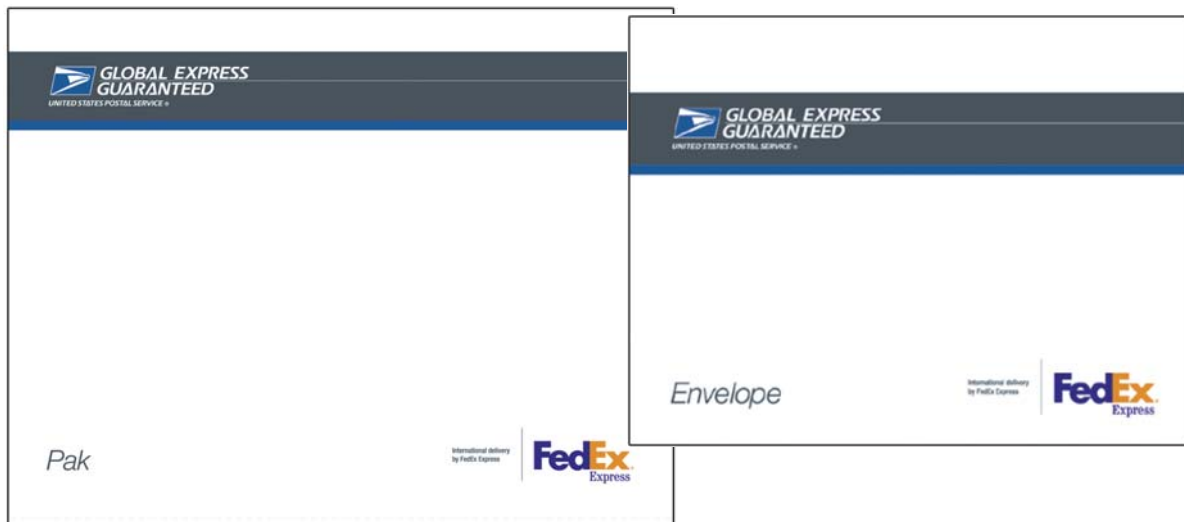 GLOBAL EXPRESS
GUARANTEED
UNITED STATES POSTAL SERVICE ®
Pak
International delivery
by FedEx Express
FedEx®
Express
GLOBAL EXPRESS
GUARANTEED
UNITED STATES POSTAL SERVICE ®
Envelope
International delivery
by FedEx Express
FedEx®
Express